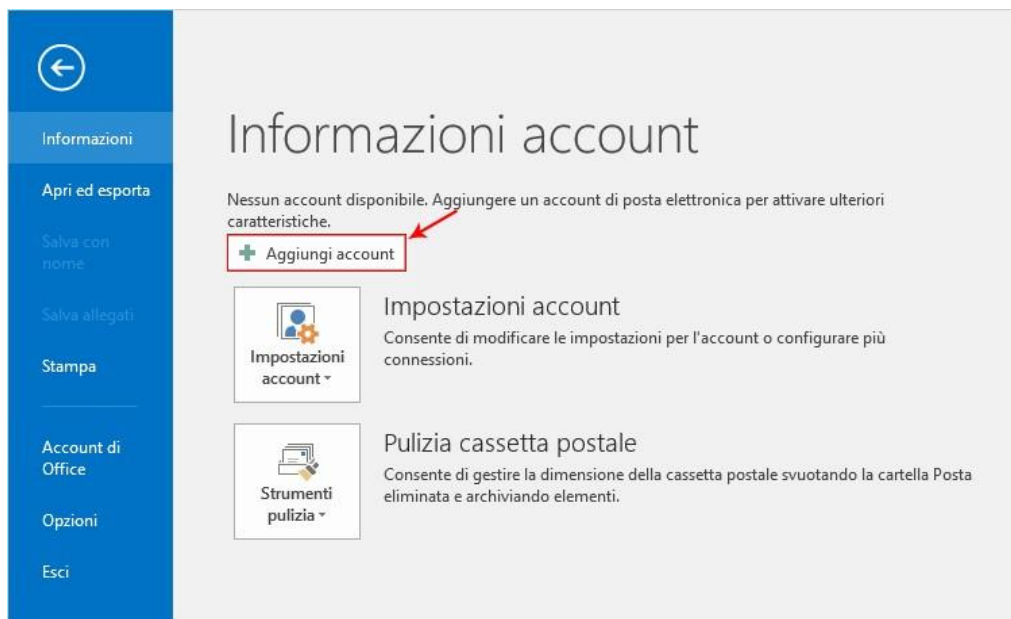 Informazioni
Apri ed esporta
Salva con
nome
Salva allegati
Stampa
Account di
Office
Opzioni
Esci
Informazioni account
Nessun account disponibile. Aggiungere un account di posta elettronica per attivare ulteriori
caratteristiche.
Aggiungi account
Impostazioni
account
Impostazioni account
Consente di modificare le impostazioni per l'account o configurare più
connessioni.
Strumenti
pulizia
Pulizia cassetta postale
Consente di gestire la dimensione della cassetta postale svuotando la cartella Posta
eliminata e archiviando elementi.